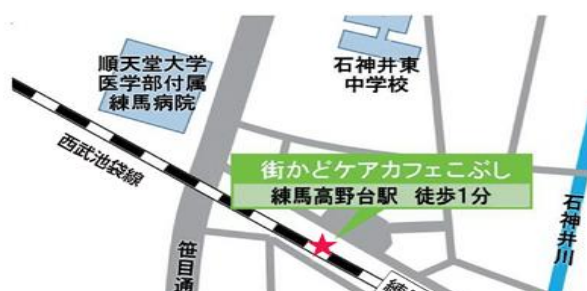 順天堂大学
医学部付属
練馬病院
石神井東
中学校
西武池袋線
街かどケアカフェこぶし
練馬高野台駅 徒歩1分
石神井川
笹目通
練